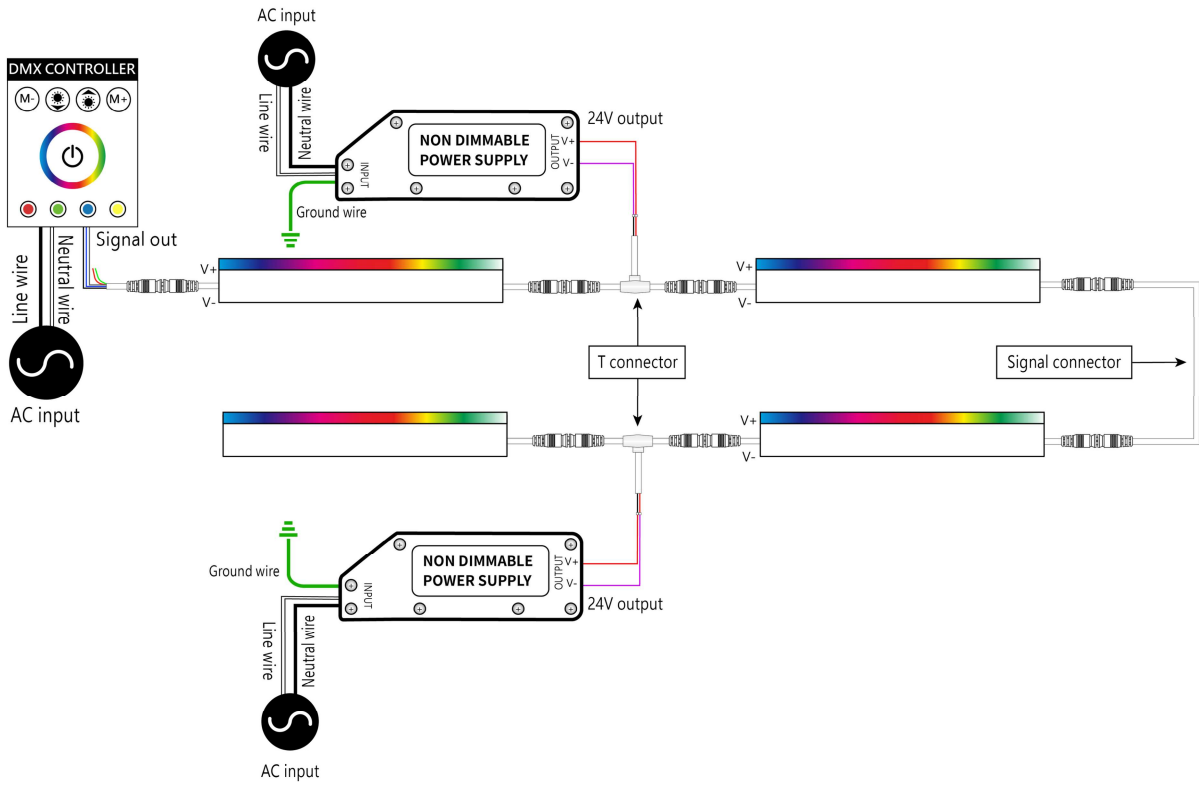 AC input
DMX CONTROLLER
M-
M+
Line wire
Neutral wire
NON DIMMABLE
POWER SUPPLY
INPUT
OUTPUT
V+
V-
24V output
Ground wire
Signal out
Line wire
Neutral wire
AC input
V+
V-
V+
V-
T connector
Signal connector
V+
V-
Ground wire
INPUT
NON DIMMABLE
POWER SUPPLY
OUTPUT
V+
V-
24V output
Line wire
Neutral wire
AC input